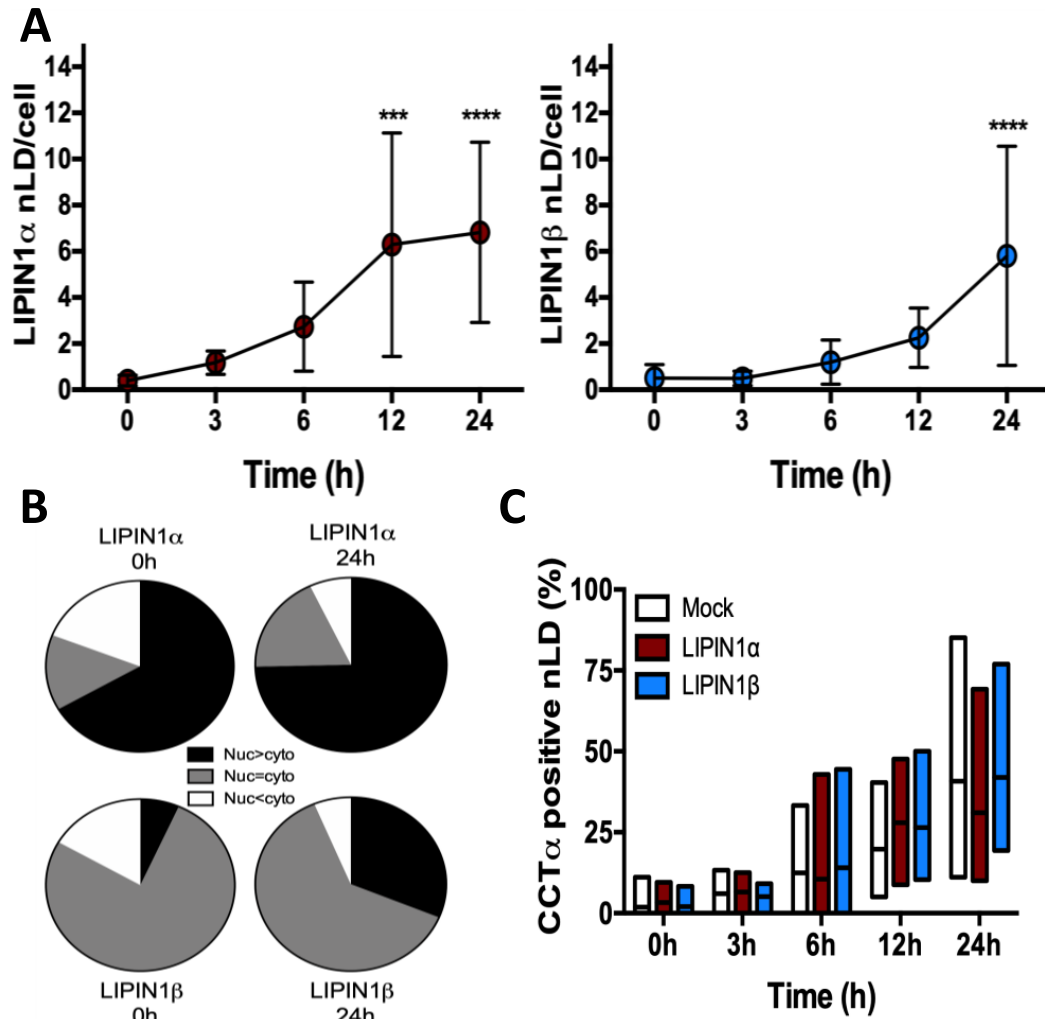 A
LIPIN1α nLD/cell
14
12
10
8
6
4
2
0
***
****
0 3 6 12 24
Time (h)
LIPIN1β nLD/cell
14
12
10
8
6
4
2
0
****
0 3 6 12 24
Time (h)
B
LIPIN1α
0h
LIPIN1α
24h
Nuc>cyto
Nuc=cyto
Nuc<cyto
LIPIN1β
0h
LIPIN1β
24h
C
CCTα positive nLD (%)
100
75
50
25
0
Mock
LIPIN1α
LIPIN1β
0h 3h 6h 12h 24h
Time (h)